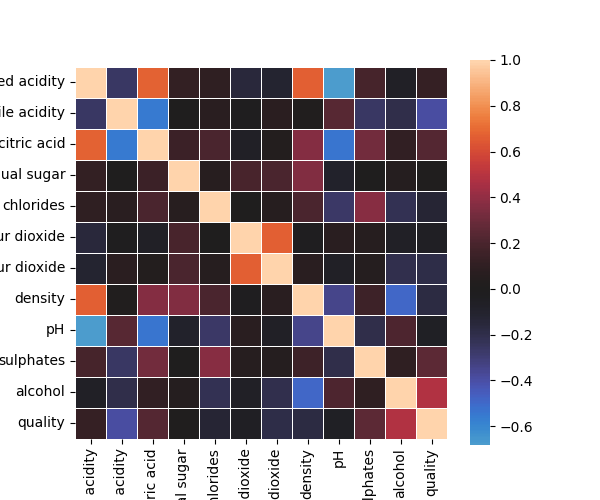 ed acidity
ile acidity
citric acid
ual sugar
chlorides
ur dioxide
ur dioxide
density
pH
sulphates
alcohol
quality
acidity
acidity
ric acid
al sugar
hlorides
dioxide
dioxide
density
pH
lphates
alcohol
quality
1.0
0.8
0.6
0.4
0.2
0.0
−0.2
−0.4
−0.6